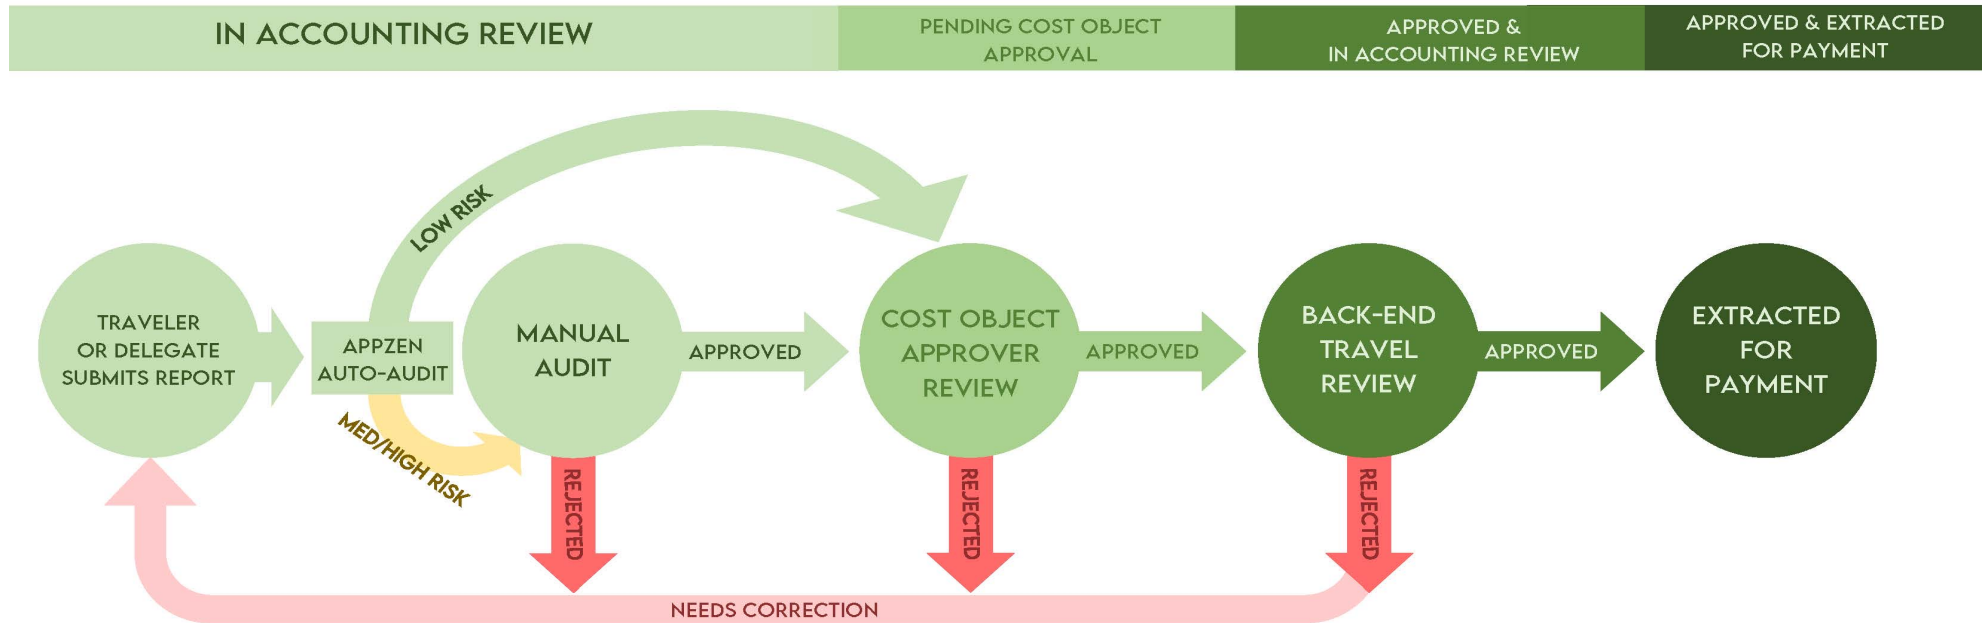 IN ACCOUNTING REVIEW
PENDING COST OBJECT
APPROVAL
APPROVED &
IN ACCOUNTING REVIEW
APPROVED & EXTRACTED
FOR PAYMENT
LOW RISK
TRAVELER
OR DELEGATE
SUBMITS REPORT
APPZEN
AUTO-AUDIT
MED/HIGH RISK
MANUAL
AUDIT
APPROVED
COST OBJECT
APPROVER
REVIEW
APPROVED
BACK-END
TRAVEL
REVIEW
APPROVED
EXTRACTED
FOR
PAYMENT
REJECTED
REJECTED
REJECTED
NEEDS CORRECTION